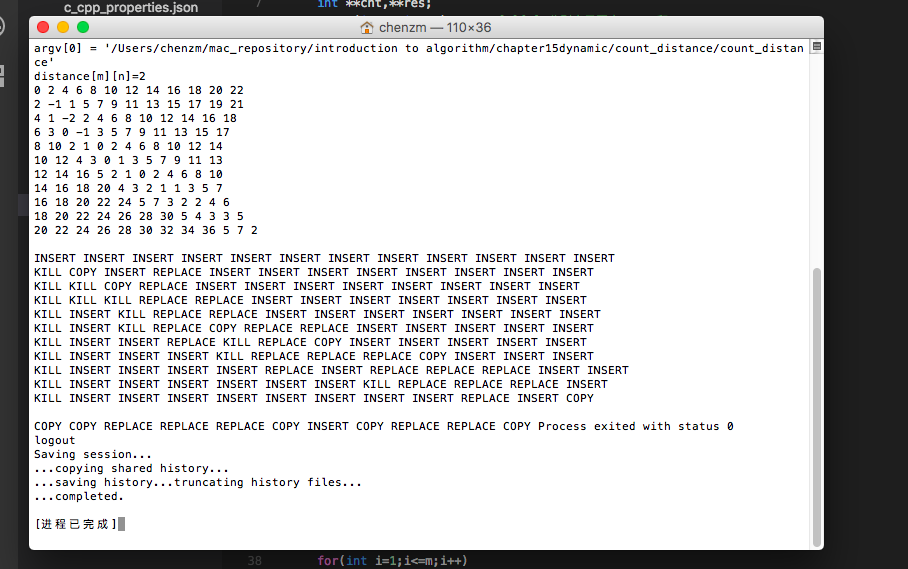 c_cpp_properties.json
7 int **cnt,**res;
chenzm — 110×36
argv[0] = '/Users/chenzm/mac_repository/introduction to algorithm/chapter15dynamic/count_distance/count_distan
ce'
distance[m][n]=2
0 2 4 6 8 10 12 14 16 18 20 22
2 -1 1 5 7 9 11 13 15 17 19 21
4 1 -2 2 4 6 8 10 12 14 16 18
6 3 0 -1 3 5 7 9 11 13 15 17
8 10 2 1 0 2 4 6 8 10 12 14
10 12 4 3 0 1 3 5 7 9 11 13
12 14 16 5 2 1 0 2 4 6 8 10
14 16 18 20 4 3 2 1 1 3 5 7
16 18 20 22 24 5 7 3 2 2 4 6
18 20 22 24 26 28 30 5 4 3 3 5
20 22 24 26 28 30 32 34 36 5 7 2
INSERT INSERT INSERT INSERT INSERT INSERT INSERT INSERT INSERT INSERT INSERT INSERT
KILL COPY INSERT REPLACE INSERT INSERT INSERT INSERT INSERT INSERT INSERT INSERT
KILL KILL COPY REPLACE INSERT INSERT INSERT INSERT INSERT INSERT INSERT INSERT
KILL KILL KILL REPLACE REPLACE INSERT INSERT INSERT INSERT INSERT INSERT INSERT
KILL INSERT KILL REPLACE REPLACE INSERT INSERT INSERT INSERT INSERT INSERT INSERT
KILL INSERT KILL REPLACE COPY REPLACE REPLACE INSERT INSERT INSERT INSERT INSERT
KILL INSERT INSERT REPLACE KILL REPLACE COPY INSERT INSERT INSERT INSERT INSERT
KILL INSERT INSERT INSERT KILL REPLACE REPLACE REPLACE COPY INSERT INSERT INSERT
KILL INSERT INSERT INSERT INSERT REPLACE INSERT REPLACE REPLACE REPLACE INSERT INSERT
KILL INSERT INSERT INSERT INSERT INSERT INSERT KILL REPLACE REPLACE REPLACE INSERT
KILL INSERT INSERT INSERT INSERT INSERT INSERT INSERT INSERT REPLACE INSERT COPY
COPY COPY REPLACE REPLACE REPLACE COPY INSERT COPY REPLACE REPLACE COPY Process exited with status 0
logout
Saving session...
...copying shared history...
...saving history...truncating history files...
...completed.
[进程已完成]
38 for(int i=1;i<=m;i++)